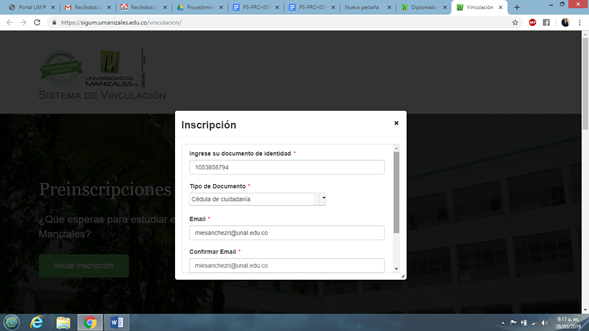 Portal UM
Recibidos (
Recibidos (
Procedimin
PS-PRO-00
PS-PRO-00
Nueva pestaña
Diplomado
Vinculación
https://sigum.umanizales.edu.co/vinculacion/
UNIVERSIDAD DE
MANIZALES
SISTEMA DE VINCULACIÓN
Inscripción
Ingrese su documento de identidad *
1053858794
Tipo de Documento *
Cédula de ciudadanía
Email *
miesanchezri@unal.edu.co
Confirmar Email *
miesanchezri@unal.edu.co
Preinscripciones
¿Que esperas para estudiar e
Manizales?
Iniciar Inscripción
9:17 a. m.
28/05/2019